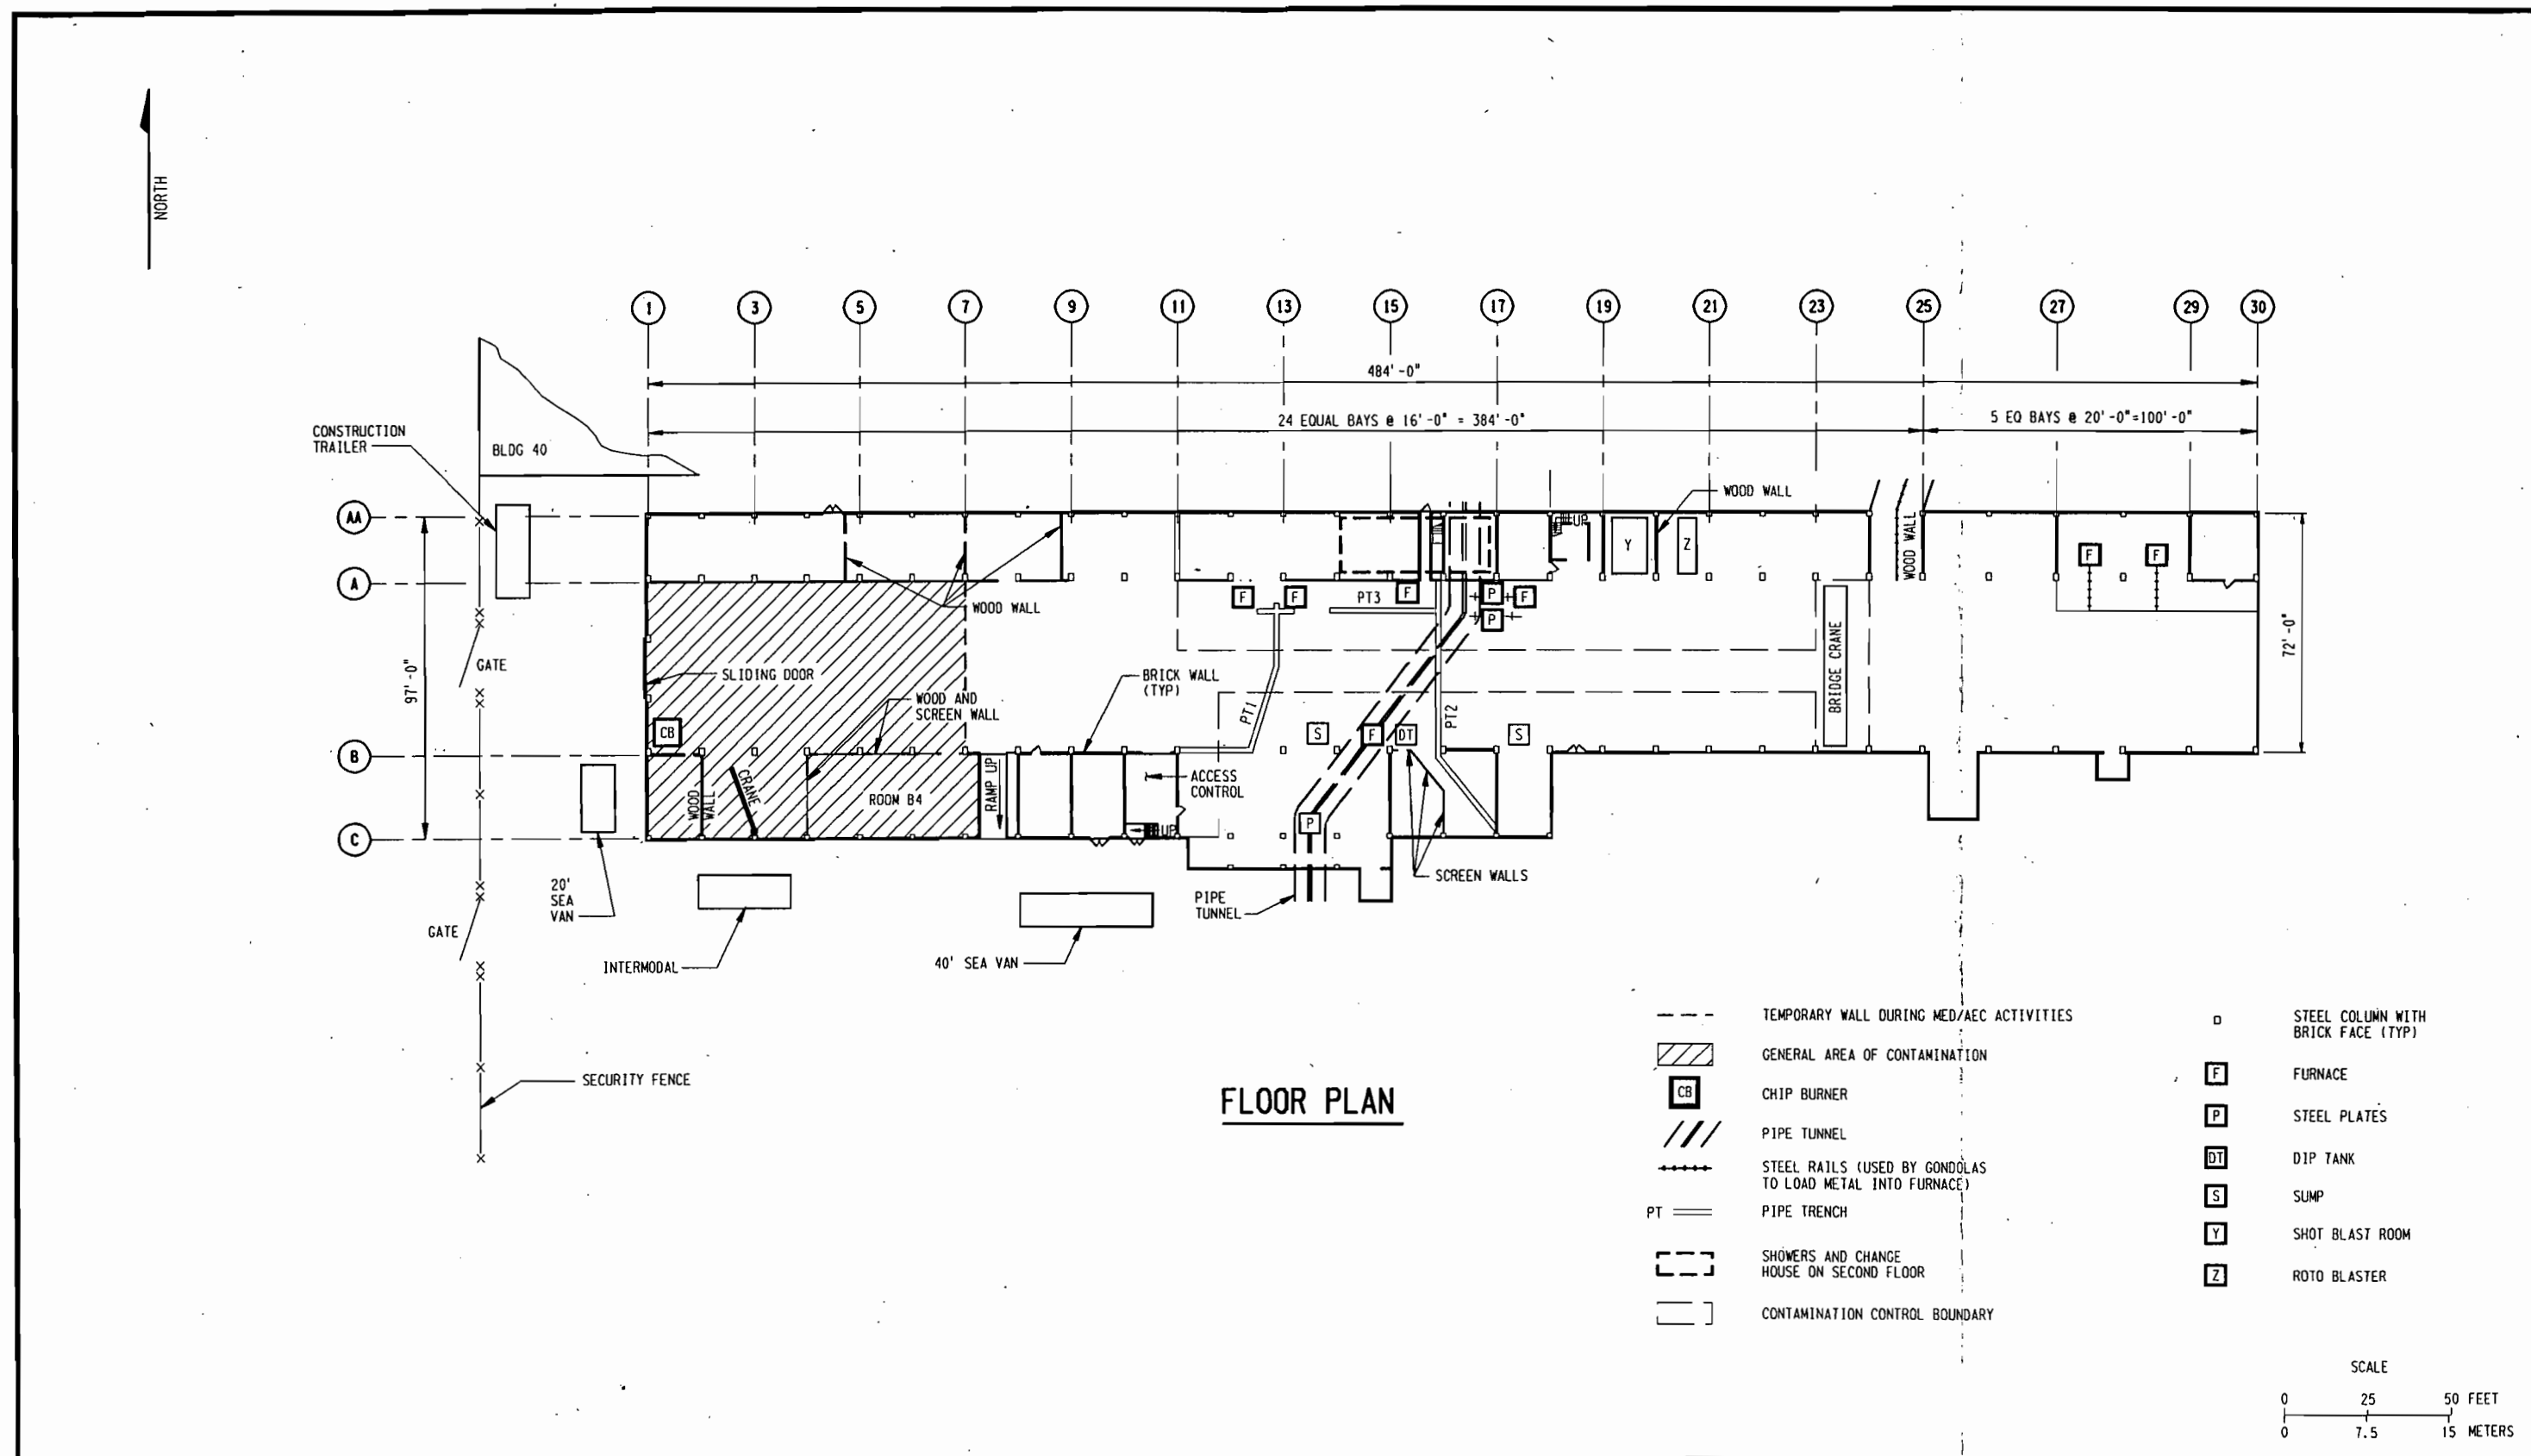 NORTH
1
3
5
7
9
11
13
15
17
19
21
23
25
27
29
30
484'-0"
24 EQUAL BAYS @ 16'-0" = 384'-0"
5 EQ BAYS @ 20'-0"=100'-0"
CONSTRUCTION
TRAILER
BLDG 40
AA
A
B
C
97'-0"
72'-0"
GATE
GATE
SLIDING DOOR
WOOD WALL
WOOD AND
SCREEN WALL
BRICK WALL
(TYP)
CB
WOOD
WALL
CRANE
ROOM B4
RAMP UP
ACCESS
CONTROL
UP
PT1
PT3
PT2
F
F
F
P
F
P
S
F
DT
S
P
UP
Y
Z
WOOD WALL
WOOD WALL
BRIDGE CRANE
F
F
SCREEN WALLS
PIPE
TUNNEL
20'
SEA
VAN
INTERMODAL
40' SEA VAN
SECURITY FENCE
FLOOR PLAN
TEMPORARY WALL DURING MED/AEC ACTIVITIES
GENERAL AREA OF CONTAMINATION
CB CHIP BURNER
PIPE TUNNEL
STEEL RAILS (USED BY GONDOLAS
TO LOAD METAL INTO FURNACE)
PT PIPE TRENCH
SHOWERS AND CHANGE
HOUSE ON SECOND FLOOR
CONTAMINATION CONTROL BOUNDARY
STEEL COLUMN WITH
BRICK FACE (TYP)
F FURNACE
P STEEL PLATES
DT DIP TANK
S SUMP
Y SHOT BLAST ROOM
Z ROTO BLASTER
SCALE
0 25 50 FEET
0 7.5 15 METERS